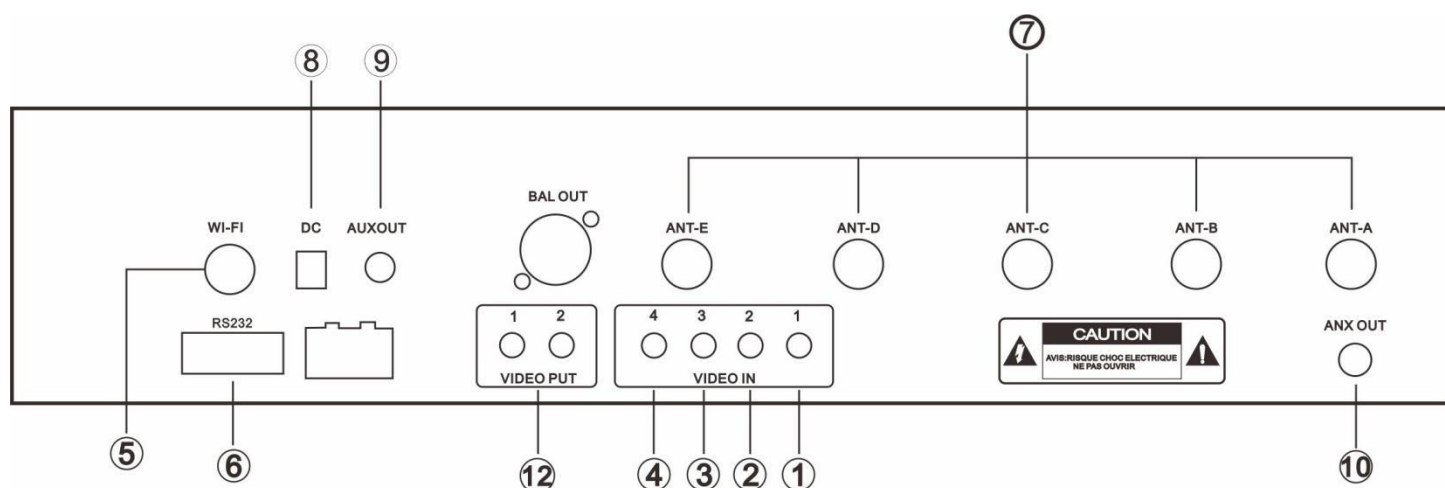 ⑦
⑧ ⑨
BAL OUT
WI-FI DC AUXOUT ANT-E ANT-D ANT-C ANT-B ANT-A
RS232 1 2 4 3 2 1 ANX OUT
CAUTION
AVIS:RISQUE CHOC ELECTRIQUE
NE PAS OUVRIR
VIDEO PUT VIDEO IN
⑤ ⑥ ⑫ ④ ③ ② ① ⑩